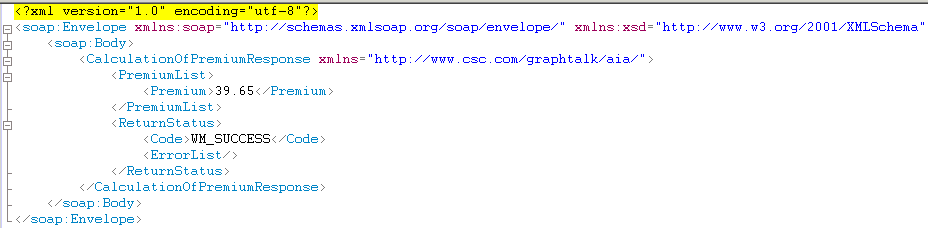 <?xml version="1.0" encoding="utf-8"?>
<soap:Envelope xmlns:soap="http://schemas.xmlsoap.org/soap/envelope/" xmlns:xsd="http://www.w3.org/2001/XMLSchema"
<soap:Body>
<CalculationOfPremiumResponse xmlns="http://www.csc.com/graphtalk/aia/">
<PremiumList>
<Premium>39.65</Premium>
</PremiumList>
<ReturnStatus>
<Code>WM_SUCCESS</Code>
<ErrorList/>
</ReturnStatus>
</CalculationOfPremiumResponse>
</soap:Body>
</soap:Envelope>